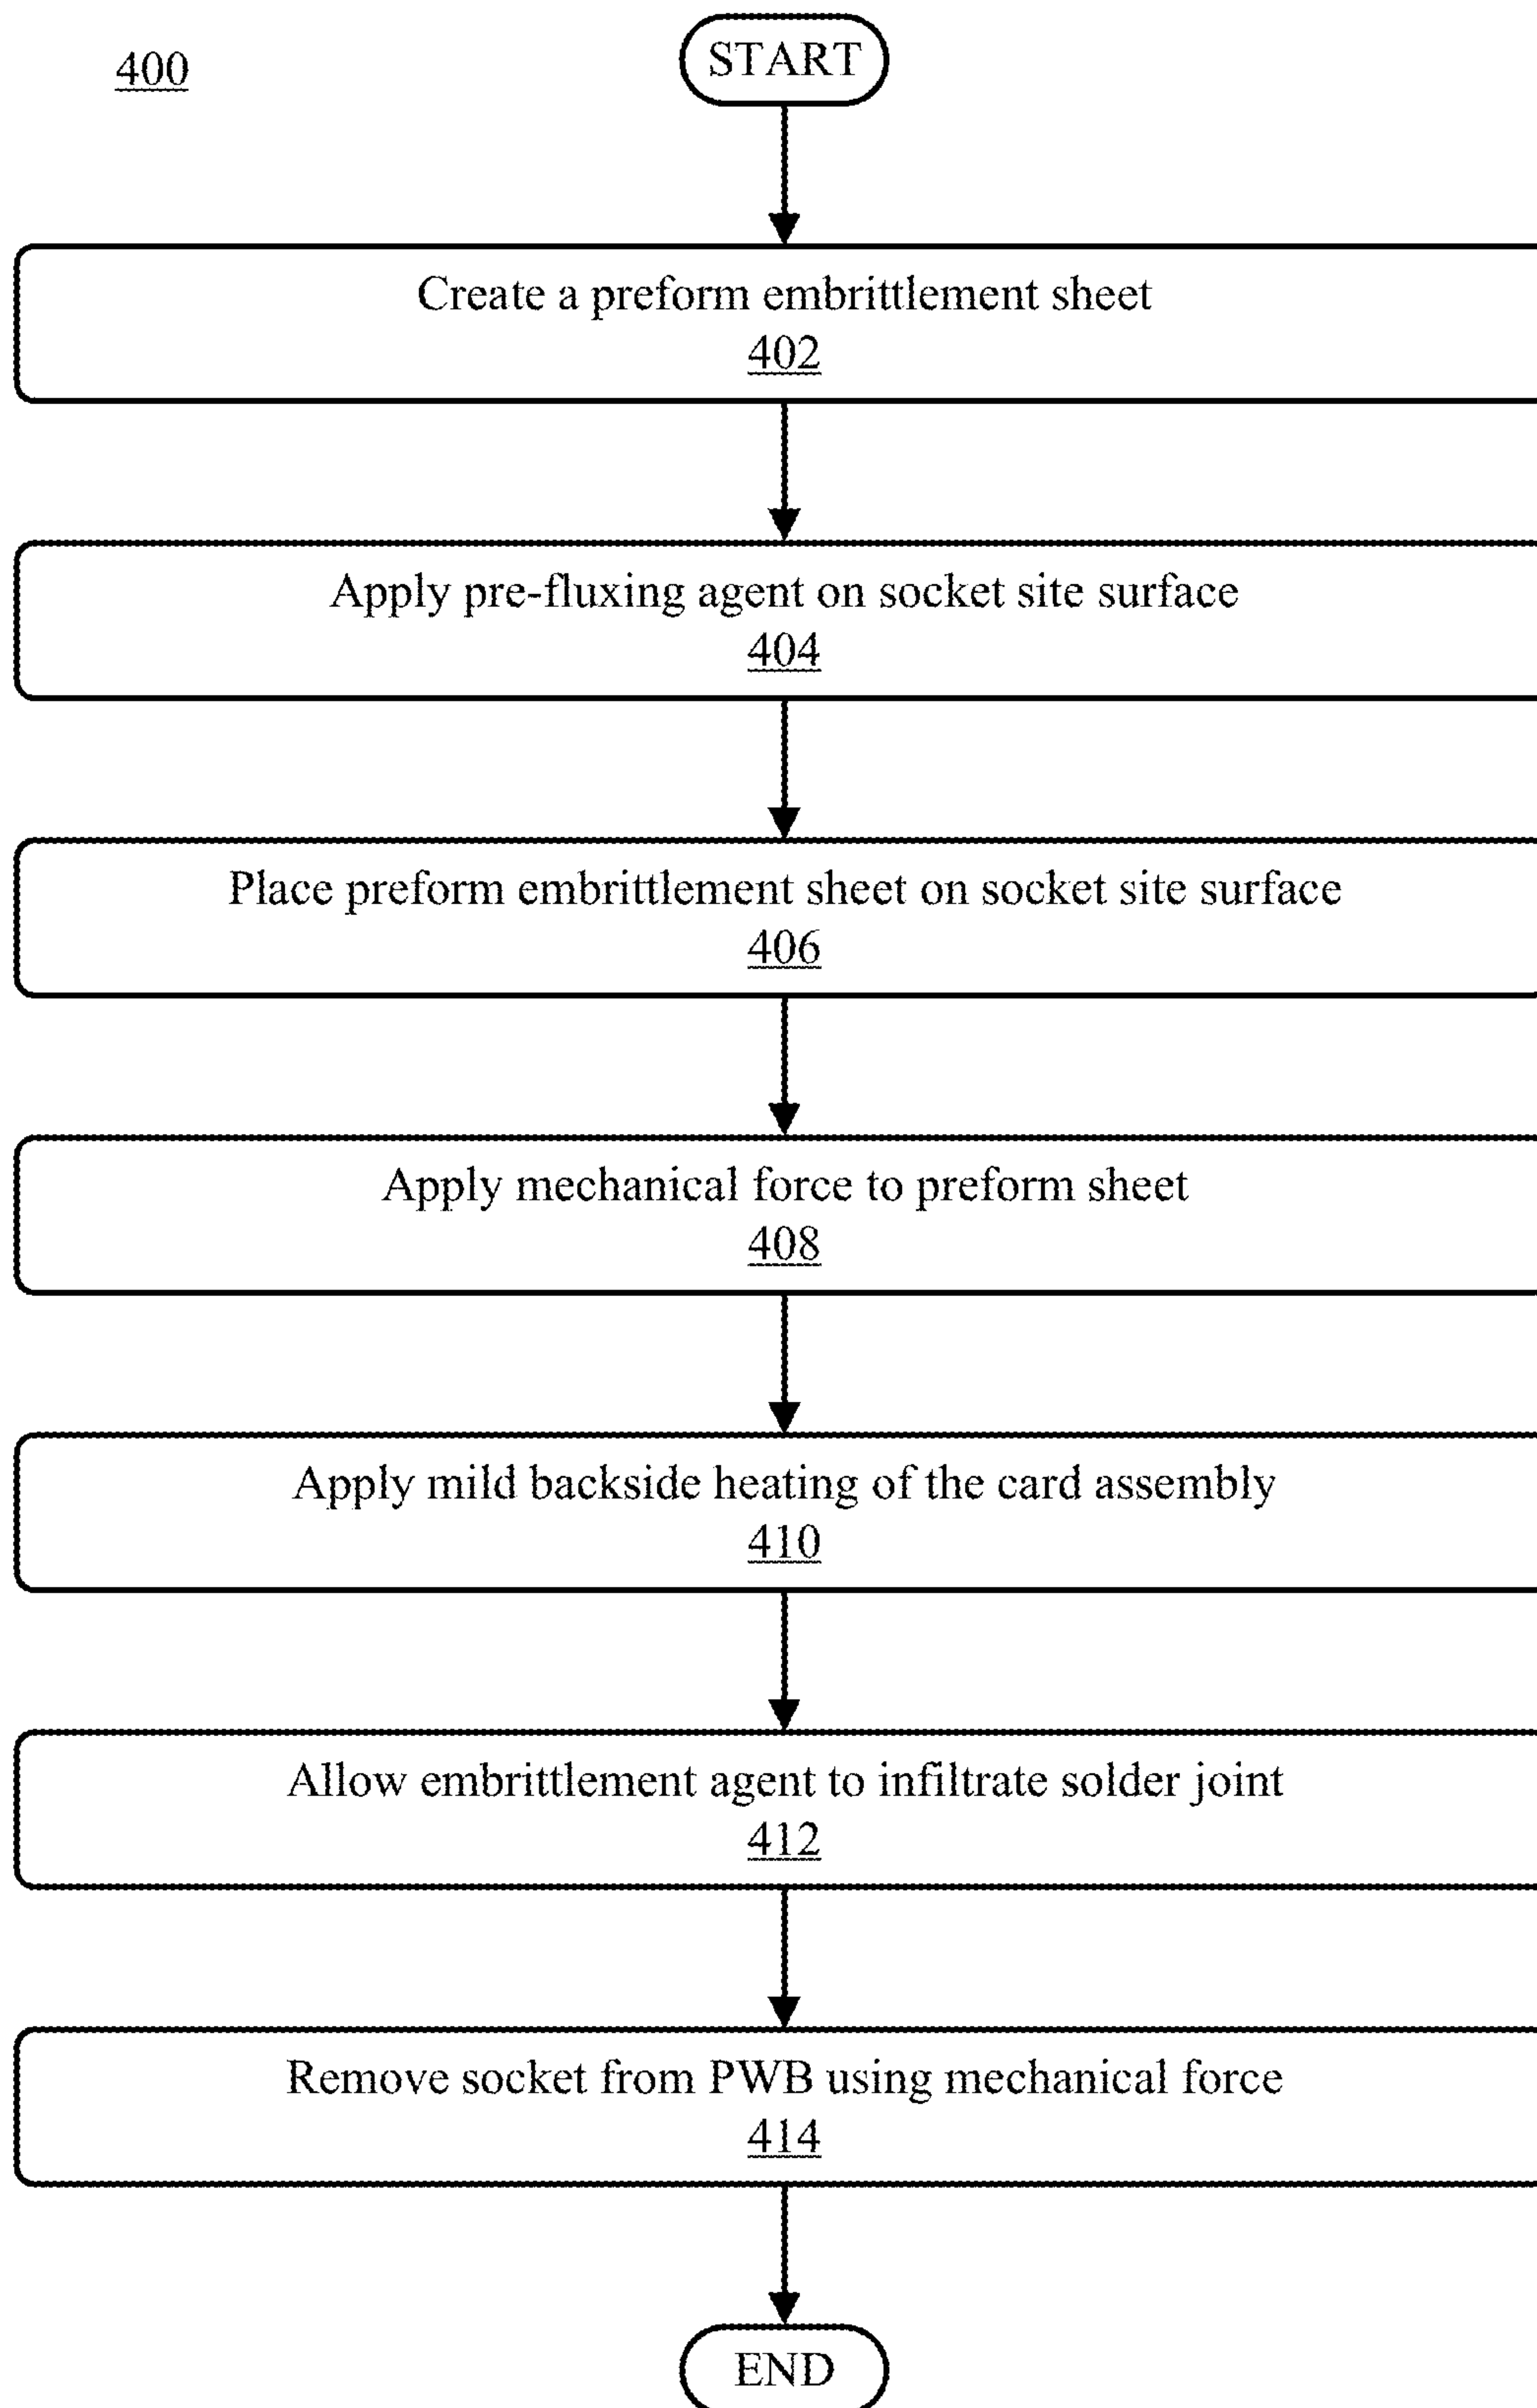 400
START
Create a preform embrittlement sheet
402
Apply pre-fluxing agent on socket site surface
404
Place preform embrittlement sheet on socket site surface
406
Apply mechanical force to preform sheet
408
Apply mild backside heating of the card assembly
410
Allow embrittlement agent to infiltrate solder joint
412
Remove socket from PWB using mechanical force
414
END